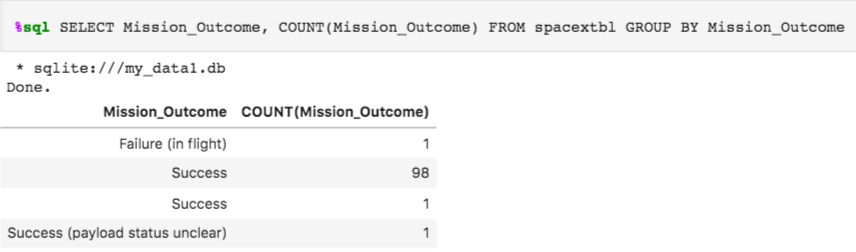 %sql SELECT Mission_Outcome, COUNT(Mission_Outcome) FROM spacextbl GROUP BY Mission_Outcome
* sqlite:///my_data1.db
Done.
Mission_Outcome COUNT(Mission_Outcome)
Failure (in flight) 1
Success 98
Success 1
Success (payload status unclear) 1